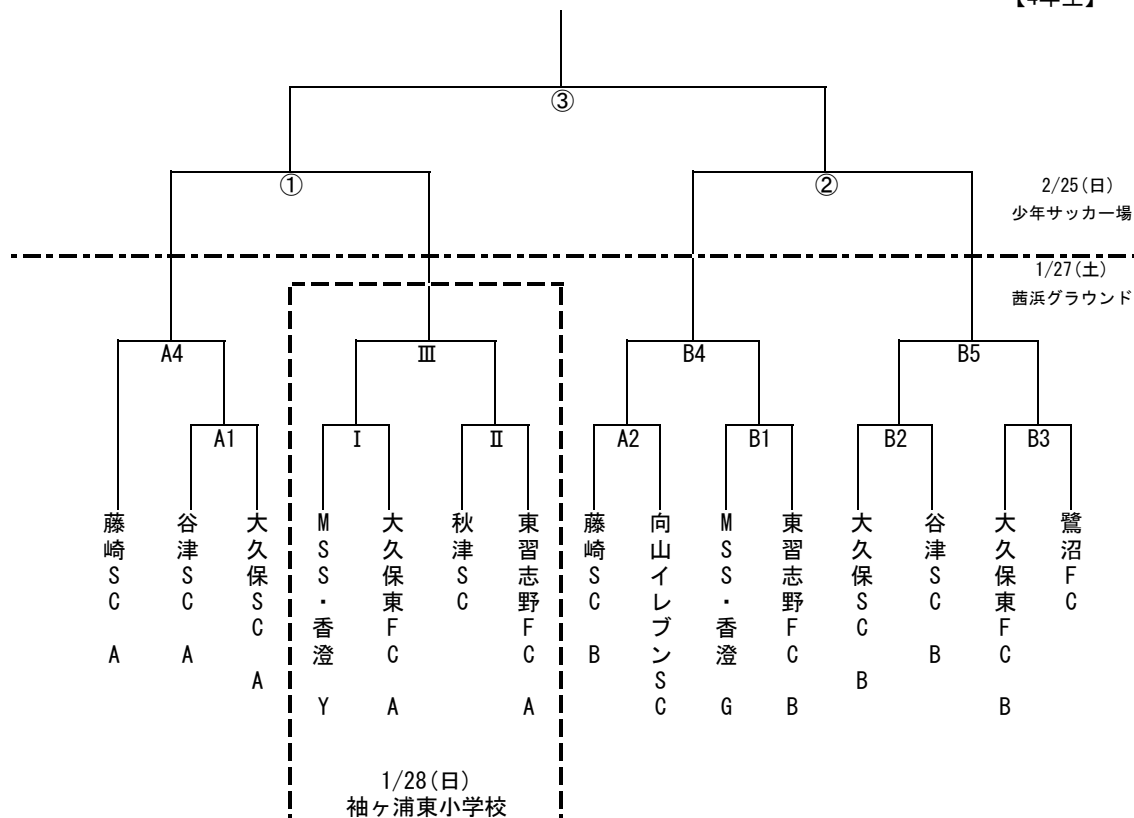 【4年生】
③
①
②
2/25(日)
少年サッカー場
1/27(土)
茜浜グラウンド
A4
Ⅲ
B4
B5
A1
Ⅰ
Ⅱ
A2
B1
B2
B3
藤崎SC A
谷津SC A
大久保SC A
MSS・香澄 Y
大久保東FC A
秋津SC
東習志野FC A
藤崎SC B
向山イレブンSC
MSS・香澄 G
東習志野FC B
大久保SC B
谷津SC B
大久保東FC B
鷺沼FC
1/28(日)
袖ヶ浦東小学校